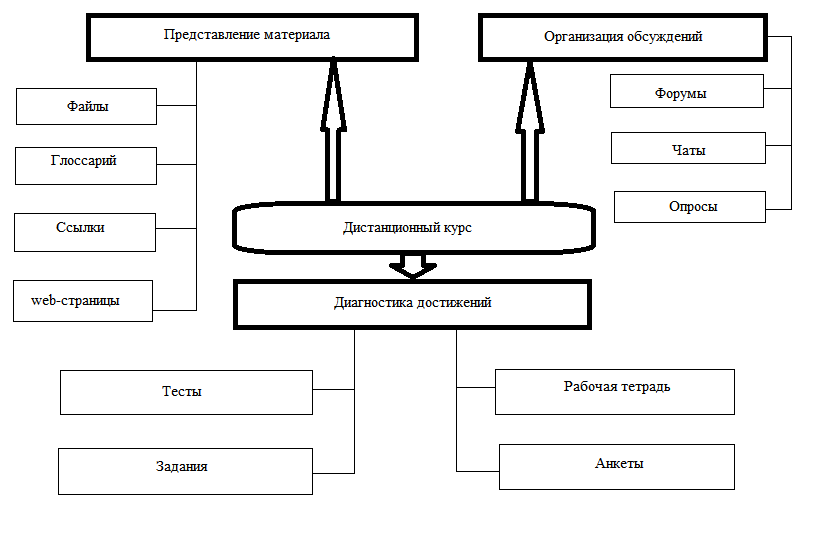 Представление материала
Организация обсуждений
Файлы
Глоссарий
Ссылки
web-страницы
Форумы
Чаты
Опросы
Дистанционный курс
Диагностика достижений
Тесты
Задания
Рабочая тетрадь
Анкеты